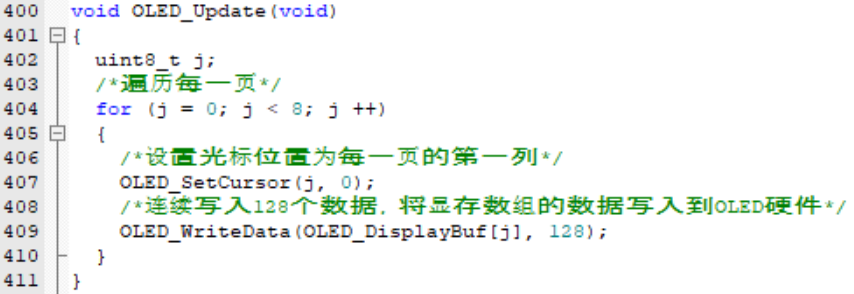 400 void OLED_Update(void)
401 {
402 uint8_t j;
403 /*遍历每一页*/
404 for (j = 0; j < 8; j ++)
405 {
406 /*设置光标位置为每一页的第一列*/
407 OLED_SetCursor(j, 0);
408 /*连续写入128个数据, 将显存数组的数据写入到OLED硬件*/
409 OLED_WriteData(OLED_DisplayBuf[j], 128);
410 }
411 }